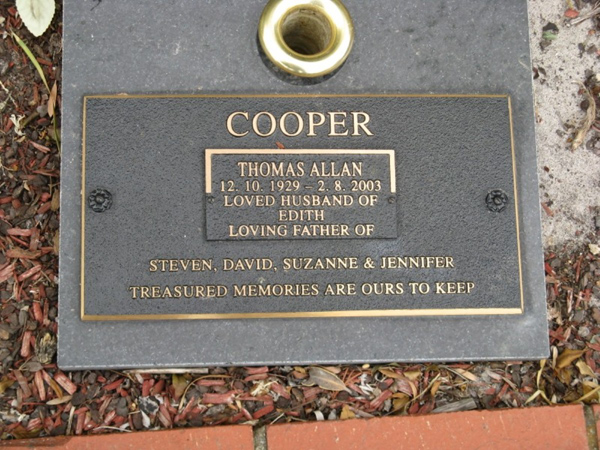 COOPER
THOMAS ALLAN
12. 10. 1929 – 2. 8. 2003
LOVED HUSBAND OF
EDITH
LOVING FATHER OF
STEVEN, DAVID, SUZANNE & JENNIFER
TREASURED MEMORIES ARE OURS TO KEEP